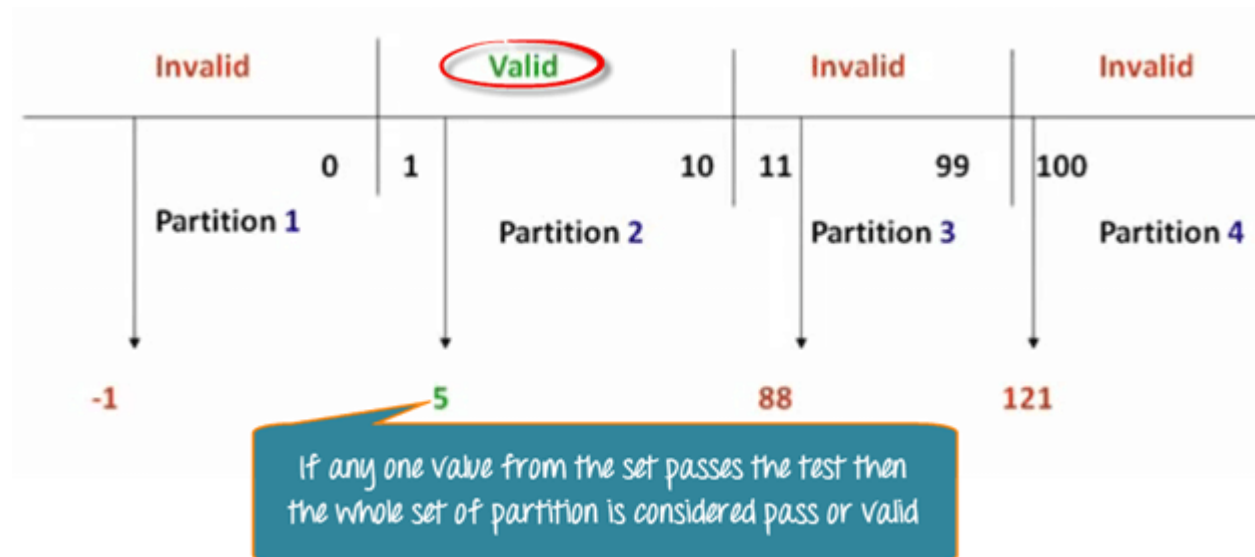 Invalid Valid Invalid Invalid
0 1 10 11 99 100
Partition 1 Partition 2 Partition 3 Partition 4
-1 5 88 121
If any one value from the set passes the test then
the whole set of partition is considered pass or valid